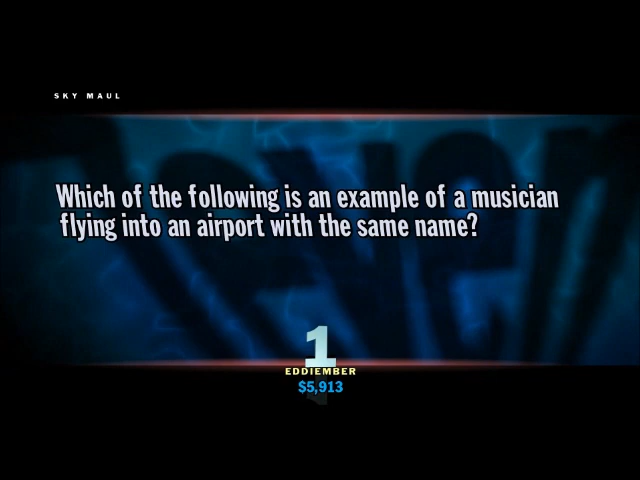 SKY MAUL
Which of the following is an example of a musician
flying into an airport with the same name?
1
EDDIEMBER
$5,913